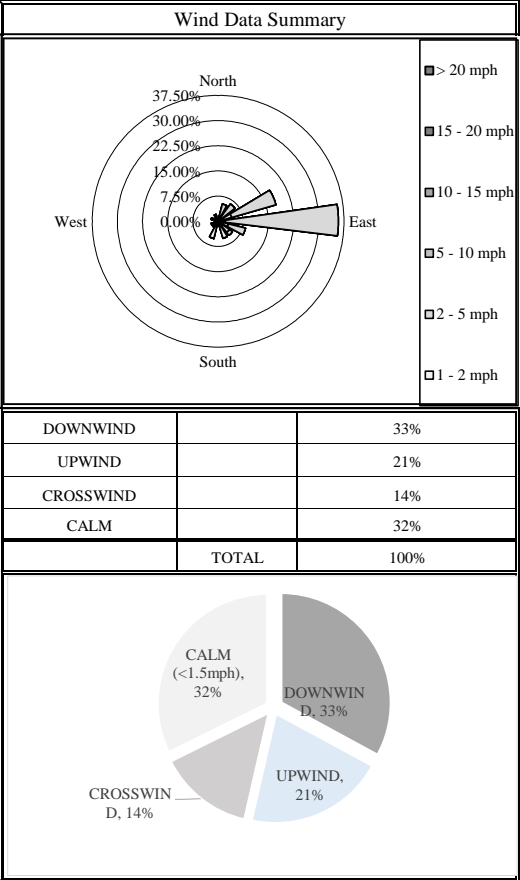 Wind Data Summary
North
37.50%
30.00%
22.50%
15.00%
7.50%
0.00%
West
East
South
> 20 mph
15 - 20 mph
10 - 15 mph
5 - 10 mph
2 - 5 mph
1 - 2 mph
DOWNWIND 33%
UPWIND 21%
CROSSWIND 14%
CALM 32%
TOTAL 100%
CALM
(<1.5mph),
32%
DOWNWIN
D, 33%
UPWIND,
21%
CROSSWIN
D, 14%